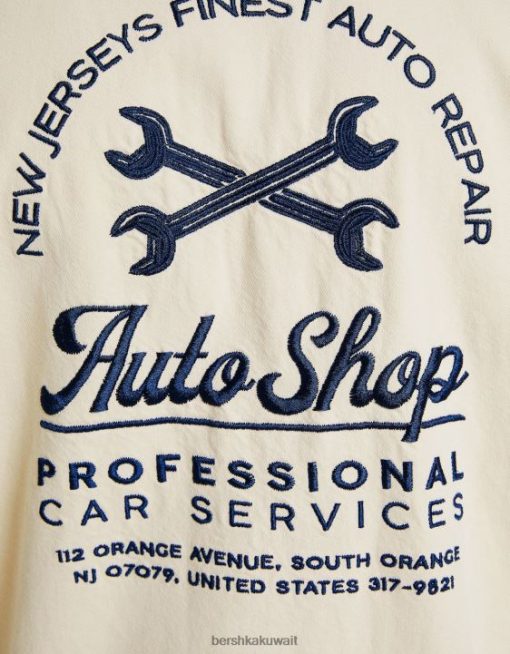 NEW JERSEYS FINEST AUTO REPAIR
Auto Shop
PROFESSIONAL
CAR SERVICES
112 ORANGE AVENUE, SOUTH ORANGE
NJ 07079, UNITED STATES 317-9821
bershkakuwait